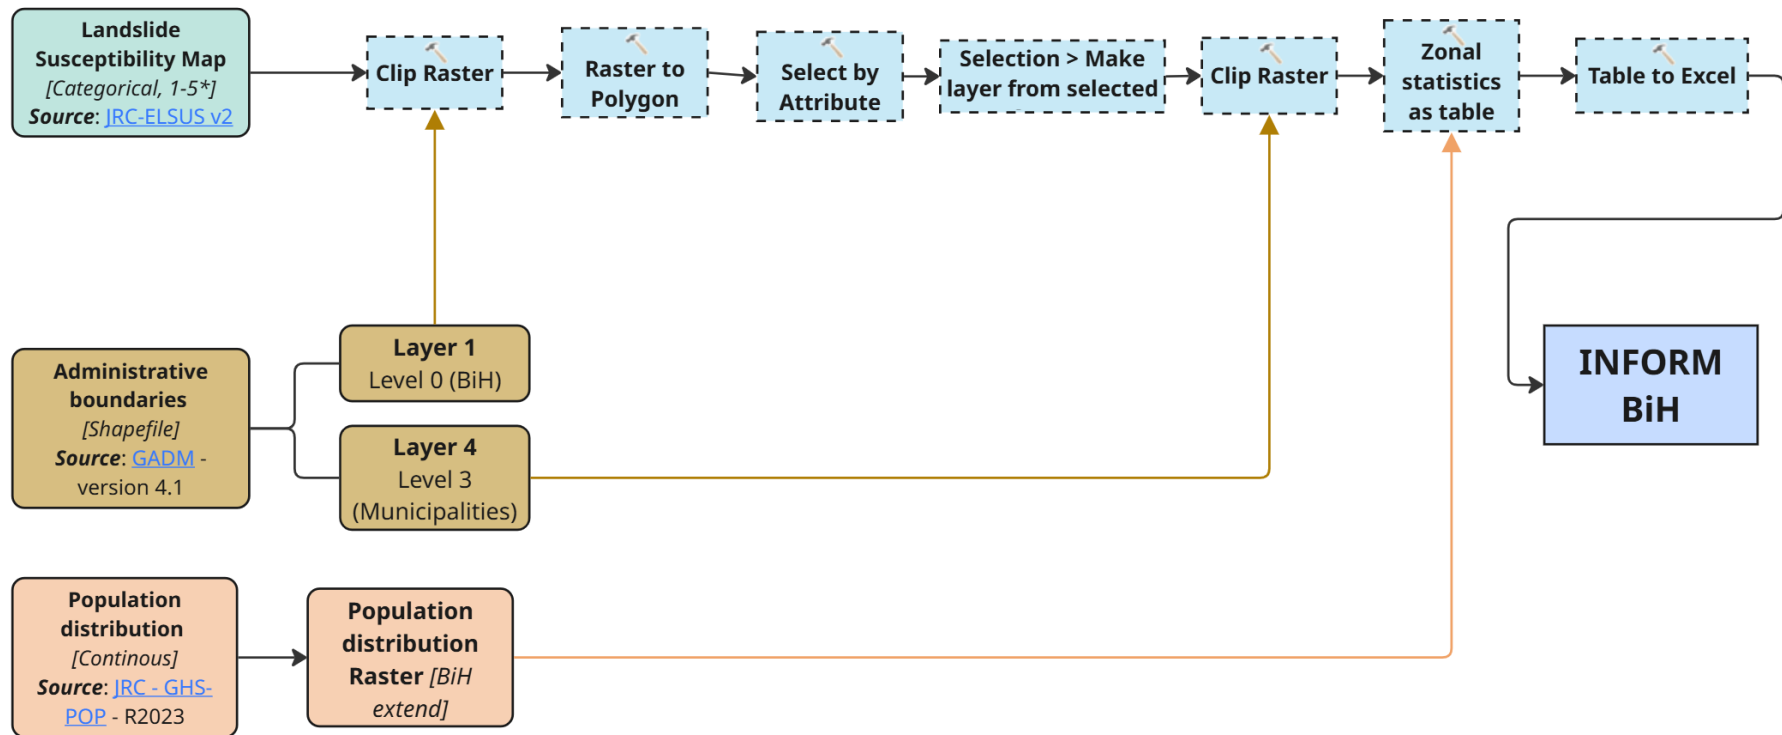 Landslide
Susceptibility Map
[Categorical, 1-5*]
Source: JRC-ELSUS v2
Clip Raster
Raster to
Polygon
Select by
Attribute
Selection > Make
layer from selected
Clip Raster
Zonal
statistics
as table
Table to Excel
Administrative
boundaries
[Shapefile]
Source: GADM -
version 4.1
Layer 1
Level 0 (BiH)
Layer 4
Level 3
(Municipalities)
INFORM
BiH
Population
distribution
[Continous]
Source: JRC - GHS-
POP - R2023
Population
distribution
Raster [BiH
extend]